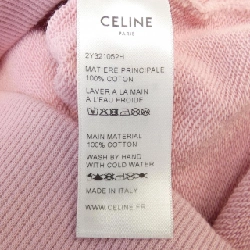 CELINE
PARIS
2Y321052H
MATIERE PRINCIPALE
100% COTON
LAVER A LA MAIN
A L'EAU FROIDE
MAIN MATERIAL
100% COTTON
WASH BY HAND
WITH COLD WATER
MADE IN ITALY
WWW.CELINE.FR